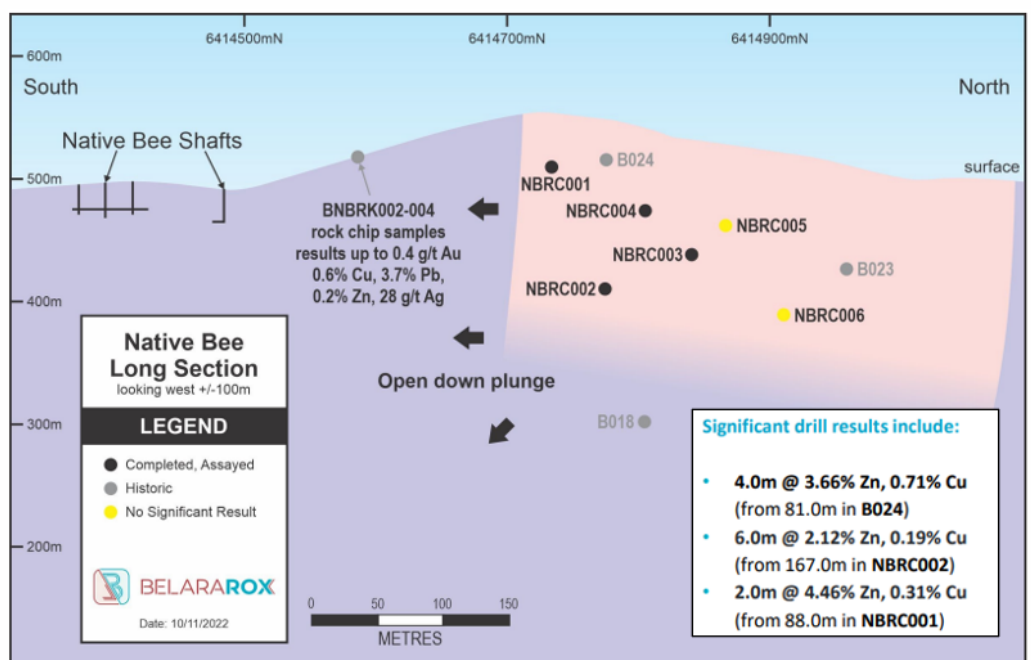 6414500mN
6414700mN
6414900mN
600m
South
North
Native Bee Shafts
B024
surface
500m
NBRC001
BNBRK002-004
rock chip samples
results up to 0.4 g/t Au
0.6% Cu, 3.7% Pb,
0.2% Zn, 28 g/t Ag
NBRC004
NBRC005
NBRC003
B023
NBRC002
400m
NBRC006
Native Bee
Long Section
looking west +/-100m
Open down plunge
LEGEND
300m
B018
Completed, Assayed
Historic
No Significant Result
200m
BELARAROX
Date: 10/11/2022
0 50 100 150
METRES
Significant drill results include:
• 4.0m @ 3.66% Zn, 0.71% Cu
(from 81.0m in B024)
• 6.0m @ 2.12% Zn, 0.19% Cu
(from 167.0m in NBRC002)
• 2.0m @ 4.46% Zn, 0.31% Cu
(from 88.0m in NBRC001)